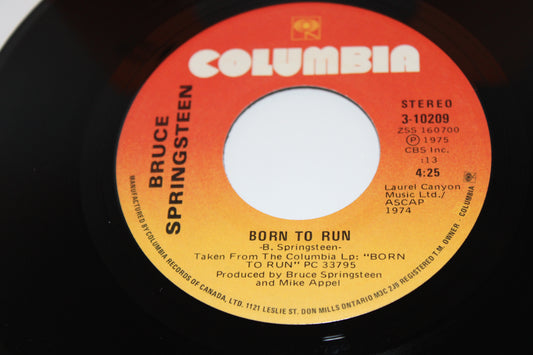 COLUMBIA
BRUCE
SPRINGSTEEN
STEREO
3-10209
ZSS 160700
Ⓟ 1975
CBS Inc.
:13
4:25
Laurel Canyon
Music Ltd./
ASCAP
1974
BORN TO RUN
-B. Springsteen-
Taken From The Columbia Lp: "BORN
TO RUN" PC 33795
Produced by Bruce Springsteen
and Mike Appel
MANUFACTURED BY COLUMBIA RECORDS OF CANADA, LTD. 1121 LESLIE ST. DON MILLS ONTARIO M3C 2J9 REGISTERED T.M. OWNER - COLUMBIA